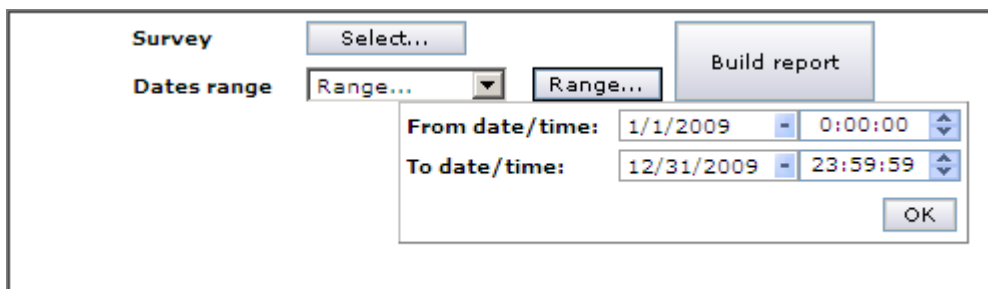 Survey Select... Build report
Dates range Range... Range...
From date/time: 1/1/2009 0:00:00
To date/time: 12/31/2009 23:59:59
OK